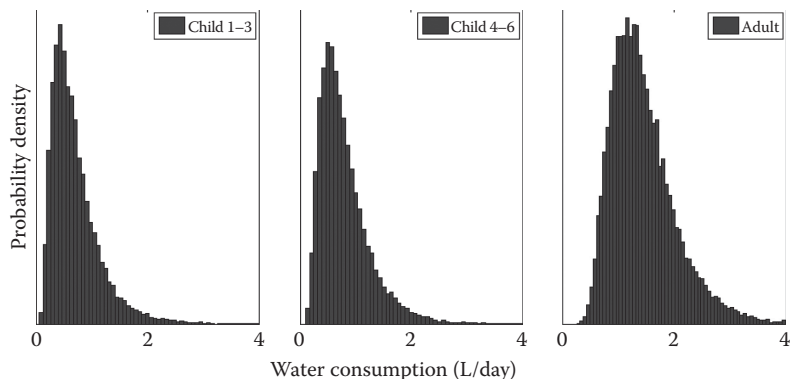 Child 1–3
Child 4–6
Adult
Probability density
0 2 4
0 2 4
0 2 4
Water consumption (L/day)